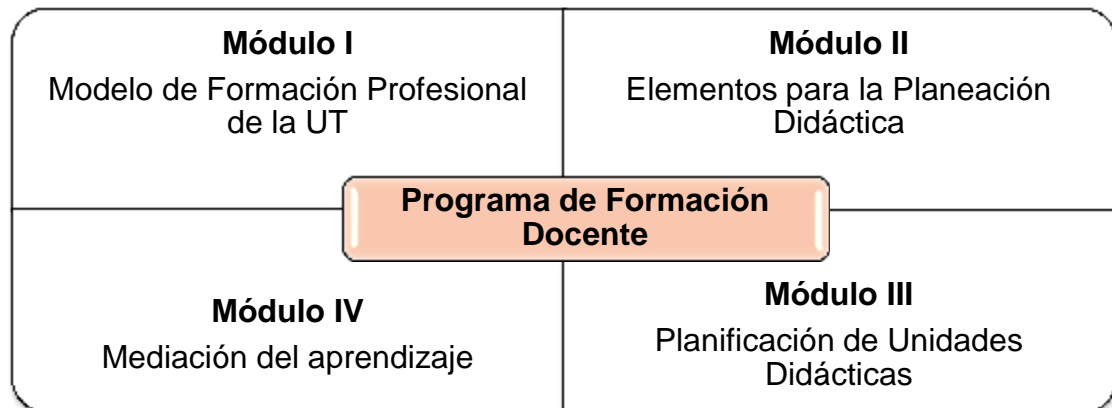 Módulo I
Modelo de Formación Profesional
de la UT
Módulo II
Elementos para la Planeación
Didáctica
Programa de Formación
Docente
Módulo IV
Mediación del aprendizaje
Módulo III
Planificación de Unidades
Didácticas